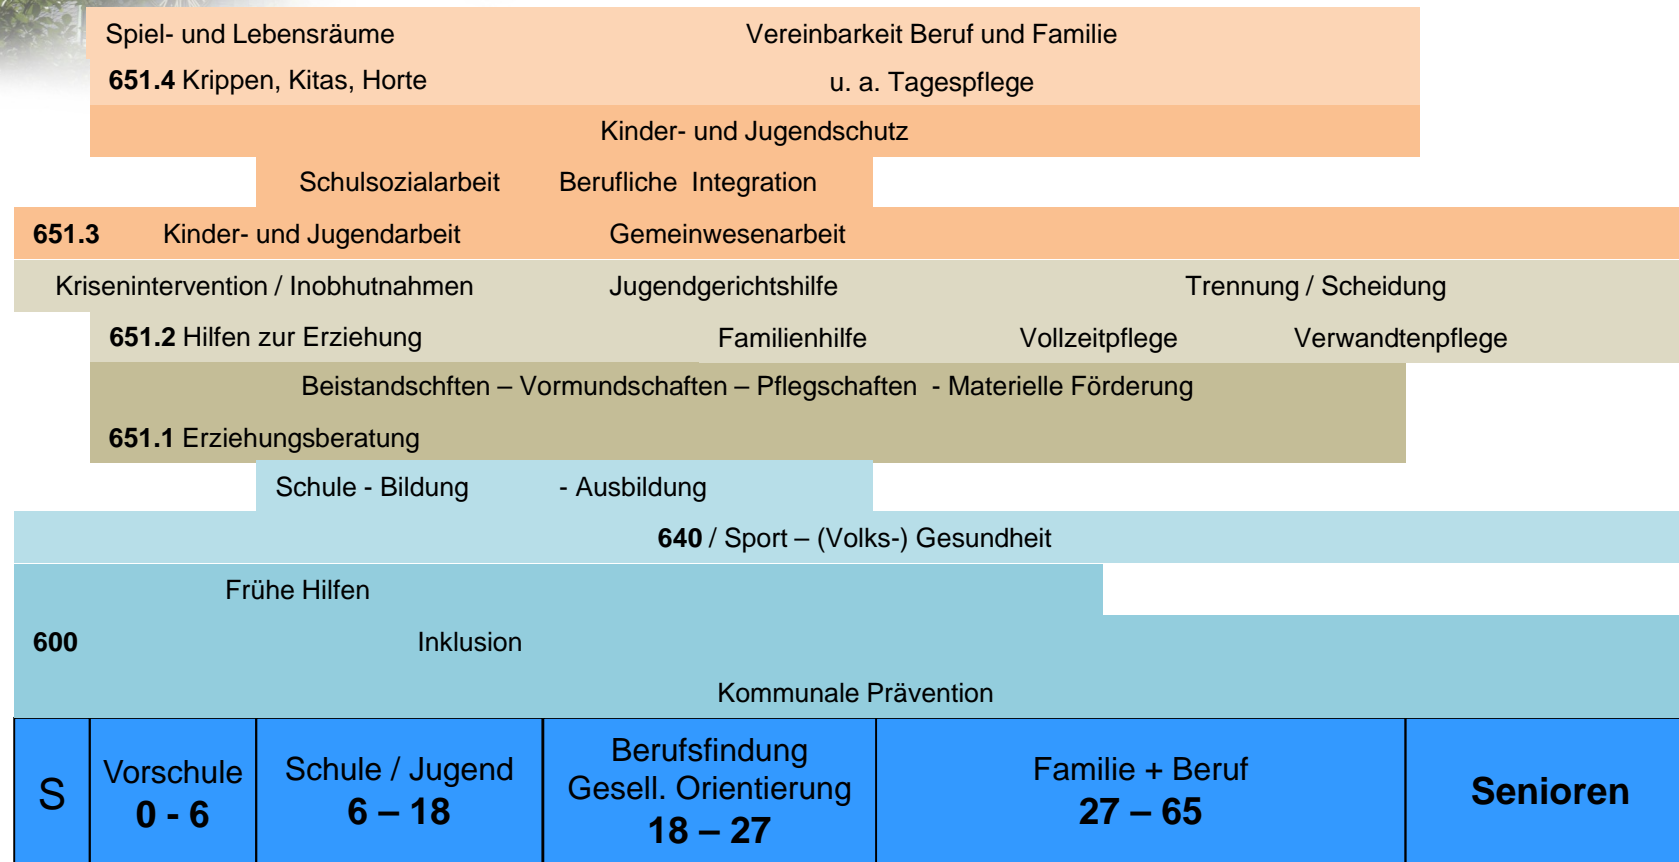 Spiel- und Lebensräume Vereinbarkeit Beruf und Familie
651.4 Krippen, Kitas, Horte u. a. Tagespflege
Kinder- und Jugendschutz
Schulsozialarbeit Berufliche Integration
651.3 Kinder- und Jugendarbeit Gemeinwesenarbeit
Krisenintervention / Inobhutnahmen Jugendgerichtshilfe Trennung / Scheidung
651.2 Hilfen zur Erziehung Familienhilfe Vollzeitpflege Verwandtenpflege
Beistandschften – Vormundschaften – Pflegschaften - Materielle Förderung
651.1 Erziehungsberatung
Schule - Bildung - Ausbildung
640 / Sport – (Volks-) Gesundheit
Frühe Hilfen
600 Inklusion
Kommunale Prävention
S
Vorschule
0 - 6
Schule / Jugend
6 – 18
Berufsfindung
Gesell. Orientierung
18 – 27
Familie + Beruf
27 – 65
Senioren